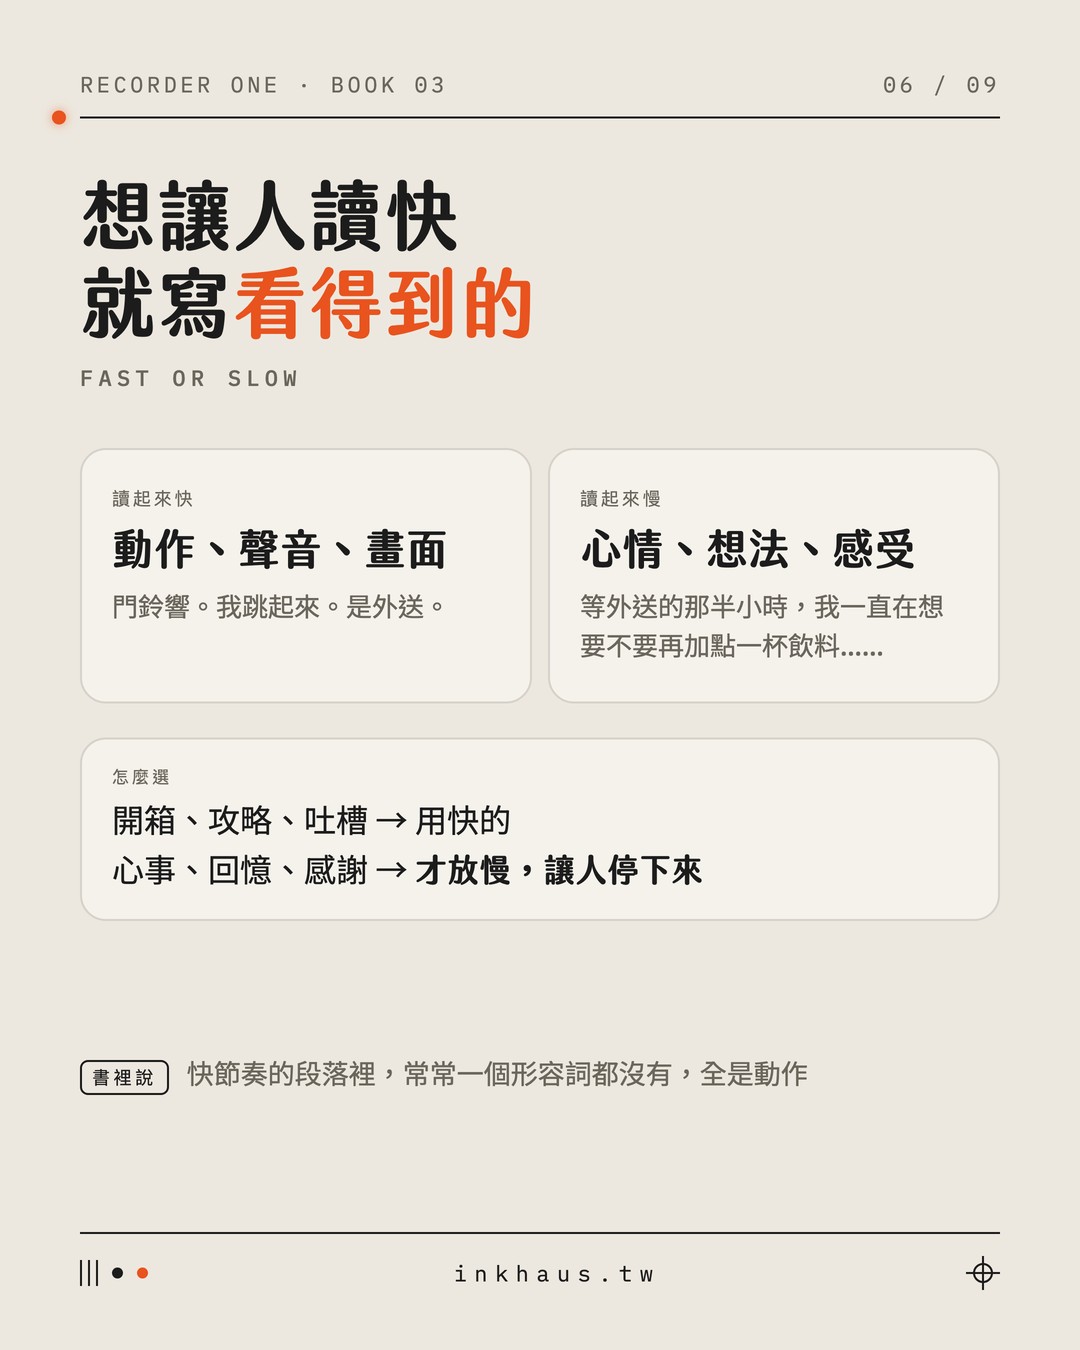 RECORDER ONE · BOOK 03
06 / 09
想讓人讀快
就寫看得到的
FAST OR SLOW
讀起來快
動作、聲音、畫面
門鈴響。我跳起來。是外送。
讀起來慢
心情、想法、感受
等外送的那半小時，我一直在想
要不要再加點一杯飲料......
怎麼選
開箱、攻略、吐槽 → 用快的
心事、回憶、感謝 → 才放慢，讓人停下來
書裡說
快節奏的段落裡，常常一個形容詞都沒有，全是動作
inkhaus.tw